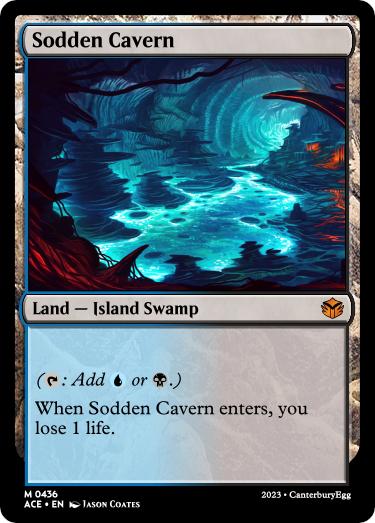 Sodden Cavern
Land — Island Swamp
(: Add or .)
When Sodden Cavern enters, you
lose 1 life.
M 0436
ACE • EN Jason Coates
2023 • CanterburyEgg